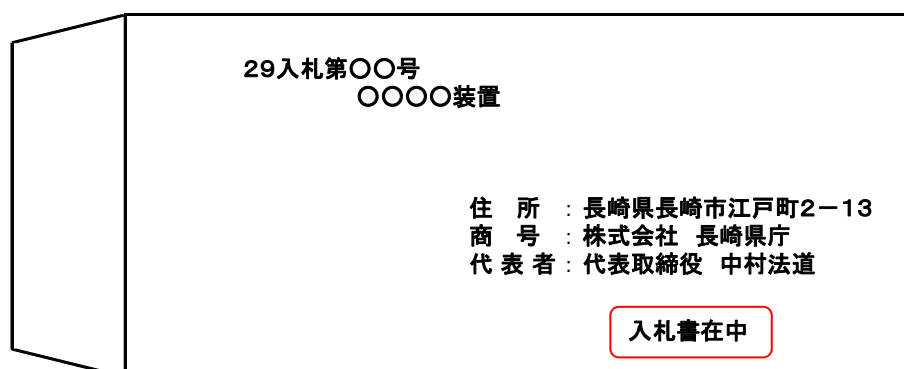 29入札第〇〇号
〇〇〇〇装置
住　所　：長崎県長崎市江戸町2－13
商　号　：株式会社　長崎県庁
代 表 者：代表取締役　中村法道
入札書在中